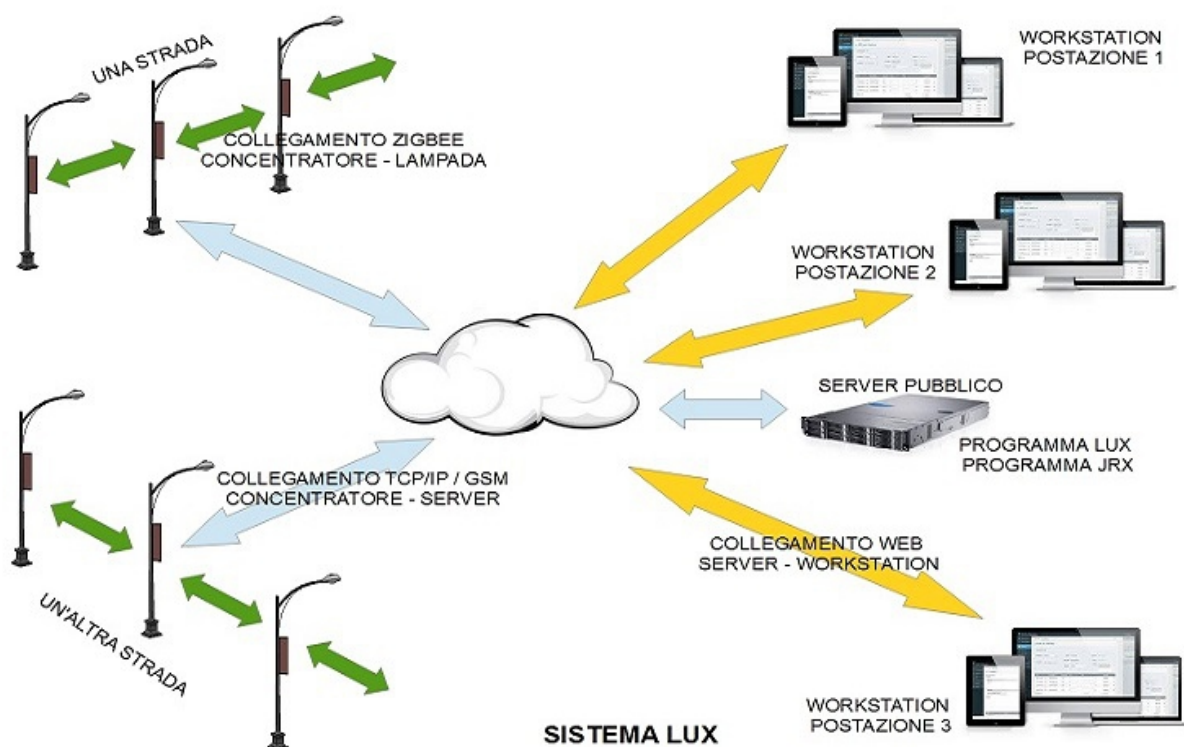 UNA STRADA
COLLEGAMENTO ZIGBEE
CONCENTRATORE - LAMPADA
WORKSTATION
POSTAZIONE 1
WORKSTATION
POSTAZIONE 2
SERVER PUBBLICO
PROGRAMMA LUX
PROGRAMMA JRX
COLLEGAMENTO TCP/IP / GSM
CONCENTRATORE - SERVER
COLLEGAMENTO WEB
SERVER - WORKSTATION
UN'ALTRA STRADA
WORKSTATION
POSTAZIONE 3
SISTEMA LUX